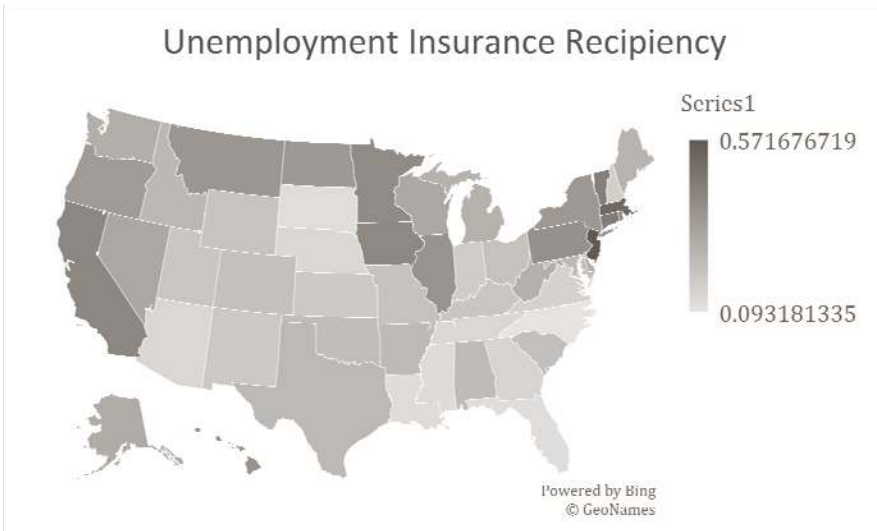 Unemployment Insurance Recipiency
Series1
0.571676719
0.093181335
Powered by Bing
© GeoNames